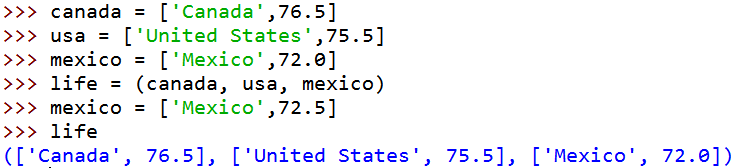 >>> canada = ['Canada',76.5]
>>> usa = ['United States',75.5]
>>> mexico = ['Mexico',72.0]
>>> life = (canada, usa, mexico)
>>> mexico = ['Mexico',72.5]
>>> life
(['Canada', 76.5], ['United States', 75.5], ['Mexico', 72.0])